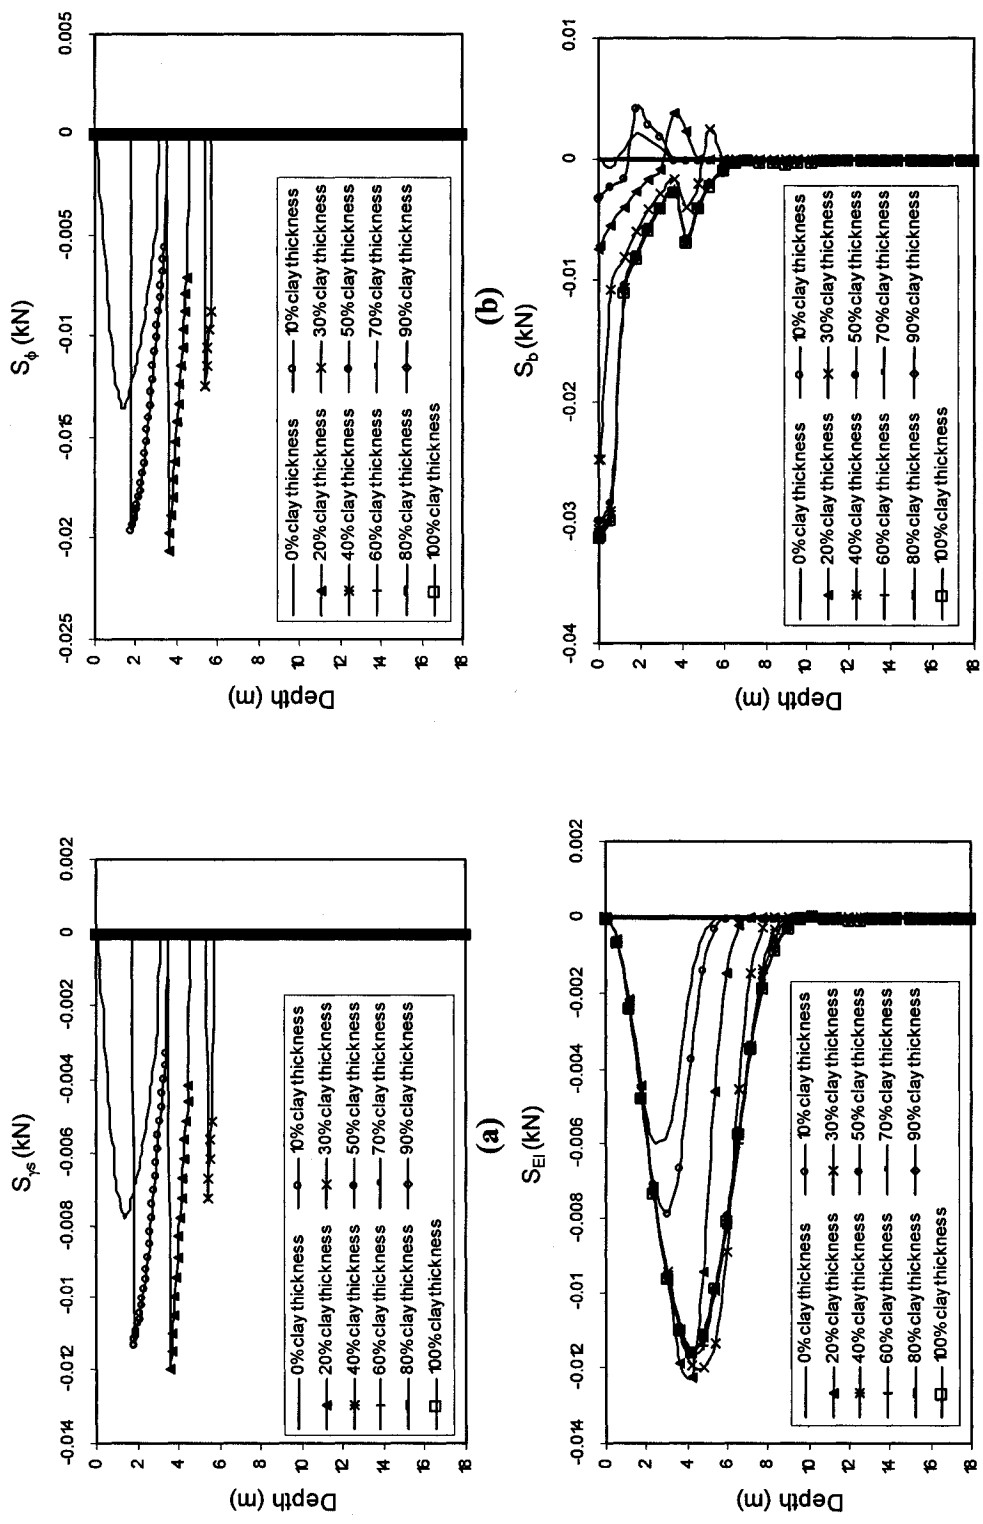 S_γs (kN)
-0.014 -0.012 -0.01 -0.008 -0.006 -0.004 -0.002 0 0.002
0
2
4
6
8
10
12
14
16
18
Depth (m)
0% clay thickness
10% clay thickness
20% clay thickness
30% clay thickness
40% clay thickness
50% clay thickness
60% clay thickness
70% clay thickness
80% clay thickness
90% clay thickness
100% clay thickness
(a)
S_ϕ (kN)
-0.025 -0.02 -0.015 -0.01 -0.005 0 0.005
0
2
4
6
8
10
12
14
16
18
Depth (m)
0% clay thickness
10% clay thickness
20% clay thickness
30% clay thickness
40% clay thickness
50% clay thickness
60% clay thickness
70% clay thickness
80% clay thickness
90% clay thickness
100% clay thickness
(b)
S_EI (kN)
-0.014 -0.012 -0.01 -0.008 -0.006 -0.004 -0.002 0 0.002
0
2
4
6
8
10
12
14
16
18
Depth (m)
0% clay thickness
10% clay thickness
20% clay thickness
30% clay thickness
40% clay thickness
50% clay thickness
60% clay thickness
70% clay thickness
80% clay thickness
90% clay thickness
100% clay thickness
S_b (kN)
-0.04 -0.03 -0.02 -0.01 0 0.01
0
2
4
6
8
10
12
14
16
18
Depth (m)
0% clay thickness
10% clay thickness
20% clay thickness
30% clay thickness
40% clay thickness
50% clay thickness
60% clay thickness
70% clay thickness
80% clay thickness
90% clay thickness
100% clay thickness